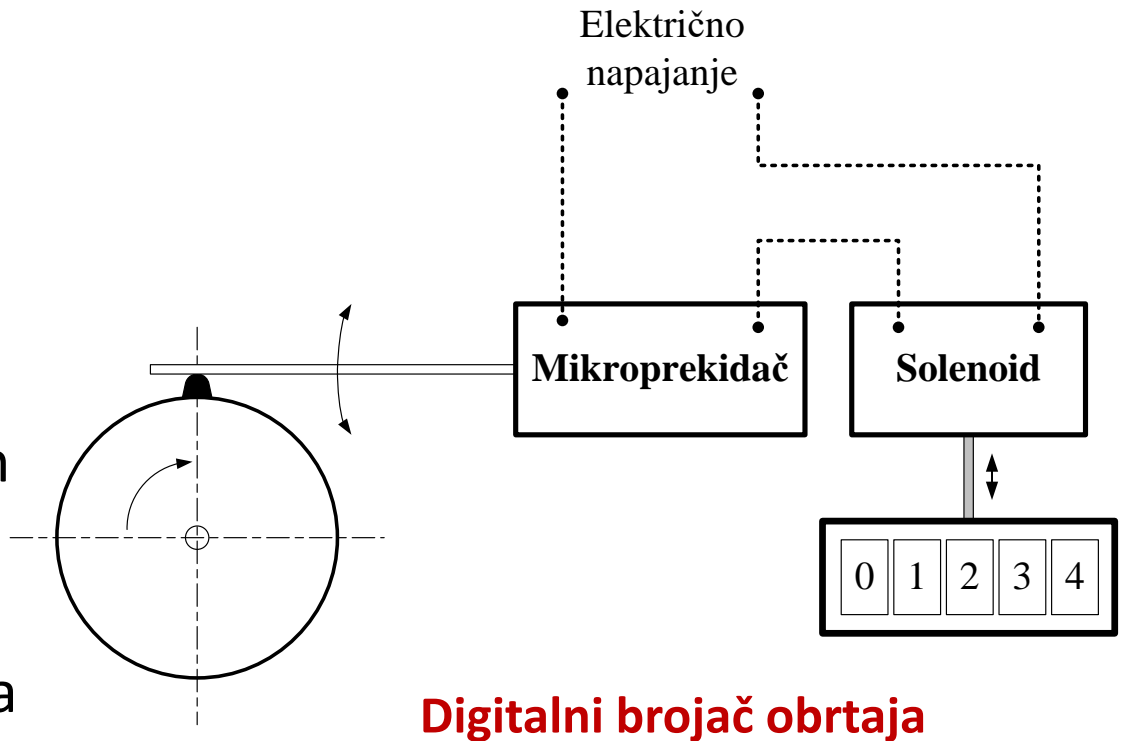 Električno
napajanje
Mikroprekidač
Solenoid
0 1 2 3 4
a
Digitalni brojač obrtaja